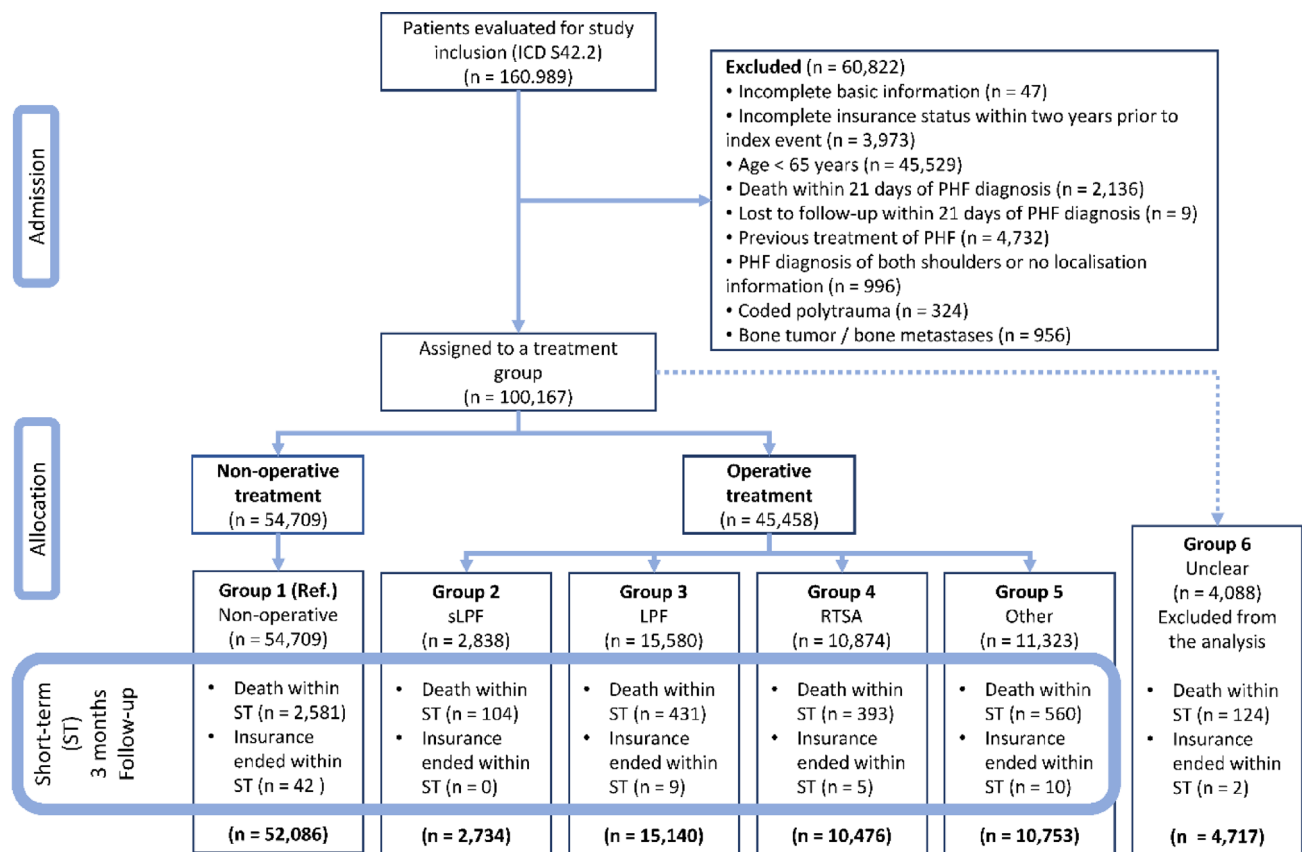 Patients evaluated for study
inclusion (ICD S42.2)
(n = 160.989)
Excluded (n = 60,822)
• Incomplete basic information (n = 47)
• Incomplete insurance status within two years prior to
index event (n = 3,973)
• Age < 65 years (n = 45,529)
• Death within 21 days of PHF diagnosis (n = 2,136)
• Lost to follow-up within 21 days of PHF diagnosis (n = 9)
• Previous treatment of PHF (n = 4,732)
• PHF diagnosis of both shoulders or no localisation
information (n = 996)
• Coded polytrauma (n = 324)
• Bone tumor / bone metastases (n = 956)
Admission
Assigned to a treatment
group
(n = 100,167)
Allocation
Non-operative
treatment
(n = 54,709)
Operative
treatment
(n = 45,458)
Group 1 (Ref.)
Non-operative
(n = 54,709)
Group 2
sLPF
(n = 2,838)
Group 3
LPF
(n = 15,580)
Group 4
RTSA
(n = 10,874)
Group 5
Other
(n = 11,323)
Group 6
Unclear
(n = 4,088)
Excluded from
the analysis
Short-term
(ST)
3 months
Follow-up
• Death within
ST (n = 2,581)
• Insurance
ended within
ST (n = 42 )
(n = 52,086)
• Death within
ST (n = 104)
• Insurance
ended within
ST (n = 0)
(n = 2,734)
• Death within
ST (n = 431)
• Insurance
ended within
ST (n = 9)
(n = 15,140)
• Death within
ST (n = 393)
• Insurance
ended within
ST (n = 5)
(n = 10,476)
• Death within
ST (n = 560)
• Insurance
ended within
ST (n = 10)
(n = 10,753)
• Death within
ST (n = 124)
• Insurance
ended within
ST (n = 2)
(n = 4,717)